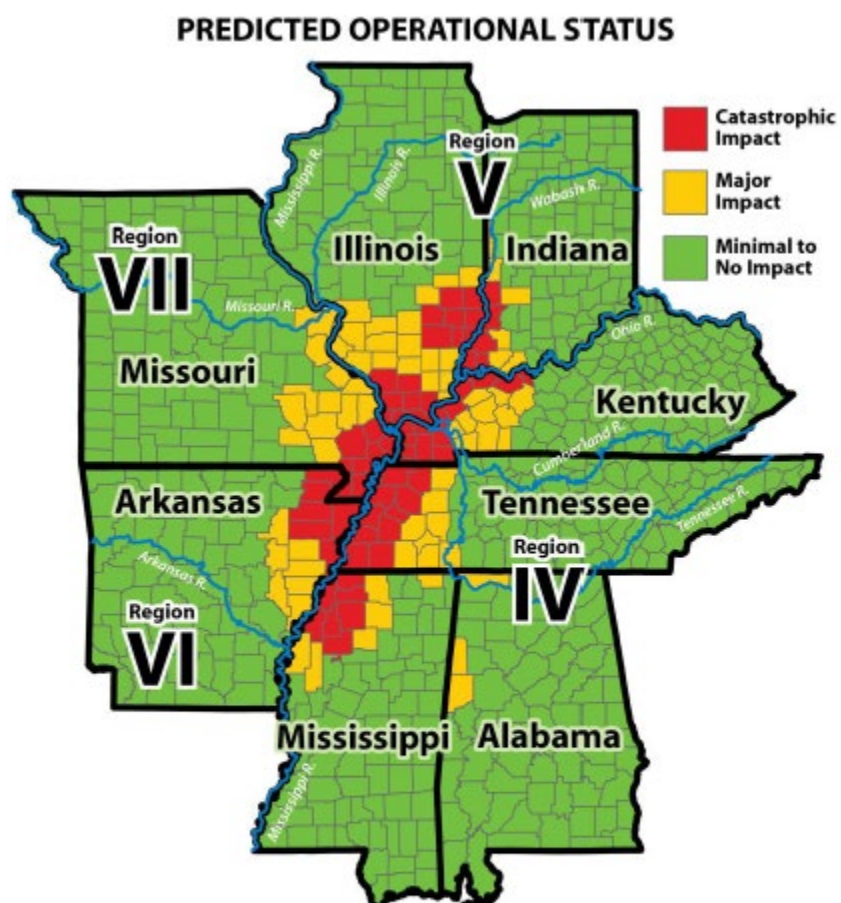 PREDICTED OPERATIONAL STATUS
Catastrophic
Impact
Major
Impact
Minimal to
No Impact
Region
V
Mississippi R.
Illinois R.
Wabash R.
Illinois
Indiana
Region
VII
Missouri R.
Missouri
Ohio R.
Kentucky
Cumberland R.
Arkansas
Tennessee
Tennessee R.
Arkansas R.
Region
IV
Region
VI
Mississippi
Alabama
Mississippi R.